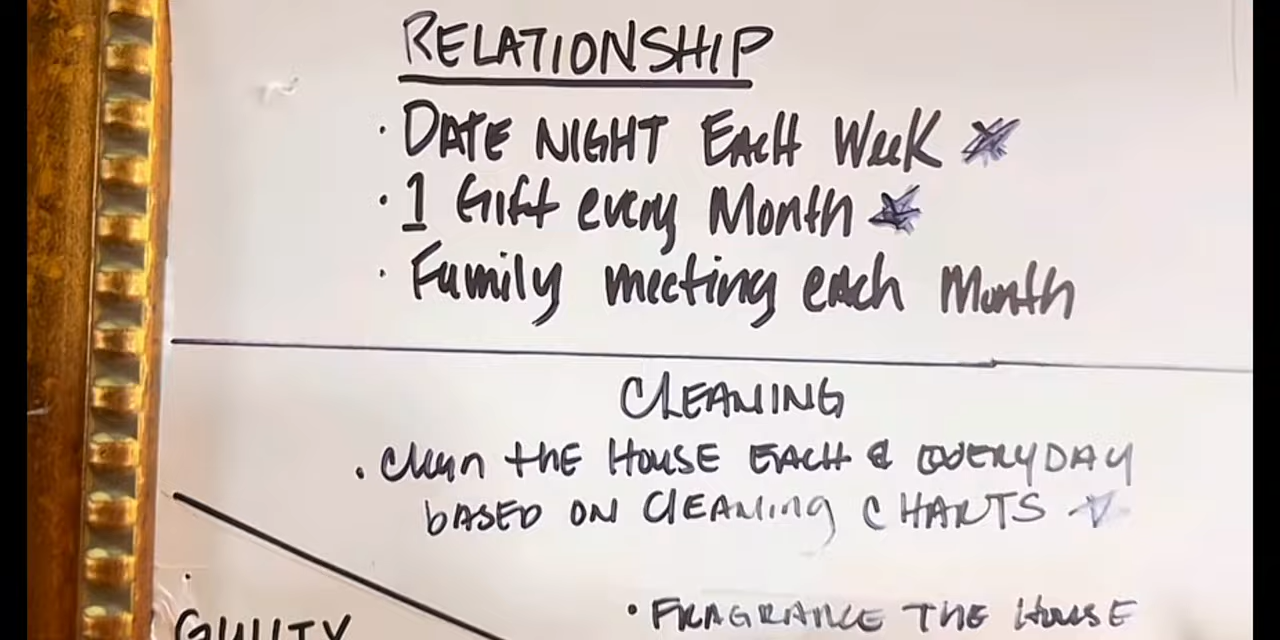 RELATIONSHIP
· DATE NIGHT EACH WEEK
· 1 Gift every Month
· Family meeting each Month
CLEANING
· Clean the HOUSE EACH & EVERYDAY
bASED ON ClEANing CHARTS
· FRAGRANCE THE HOUSE
GUILTY